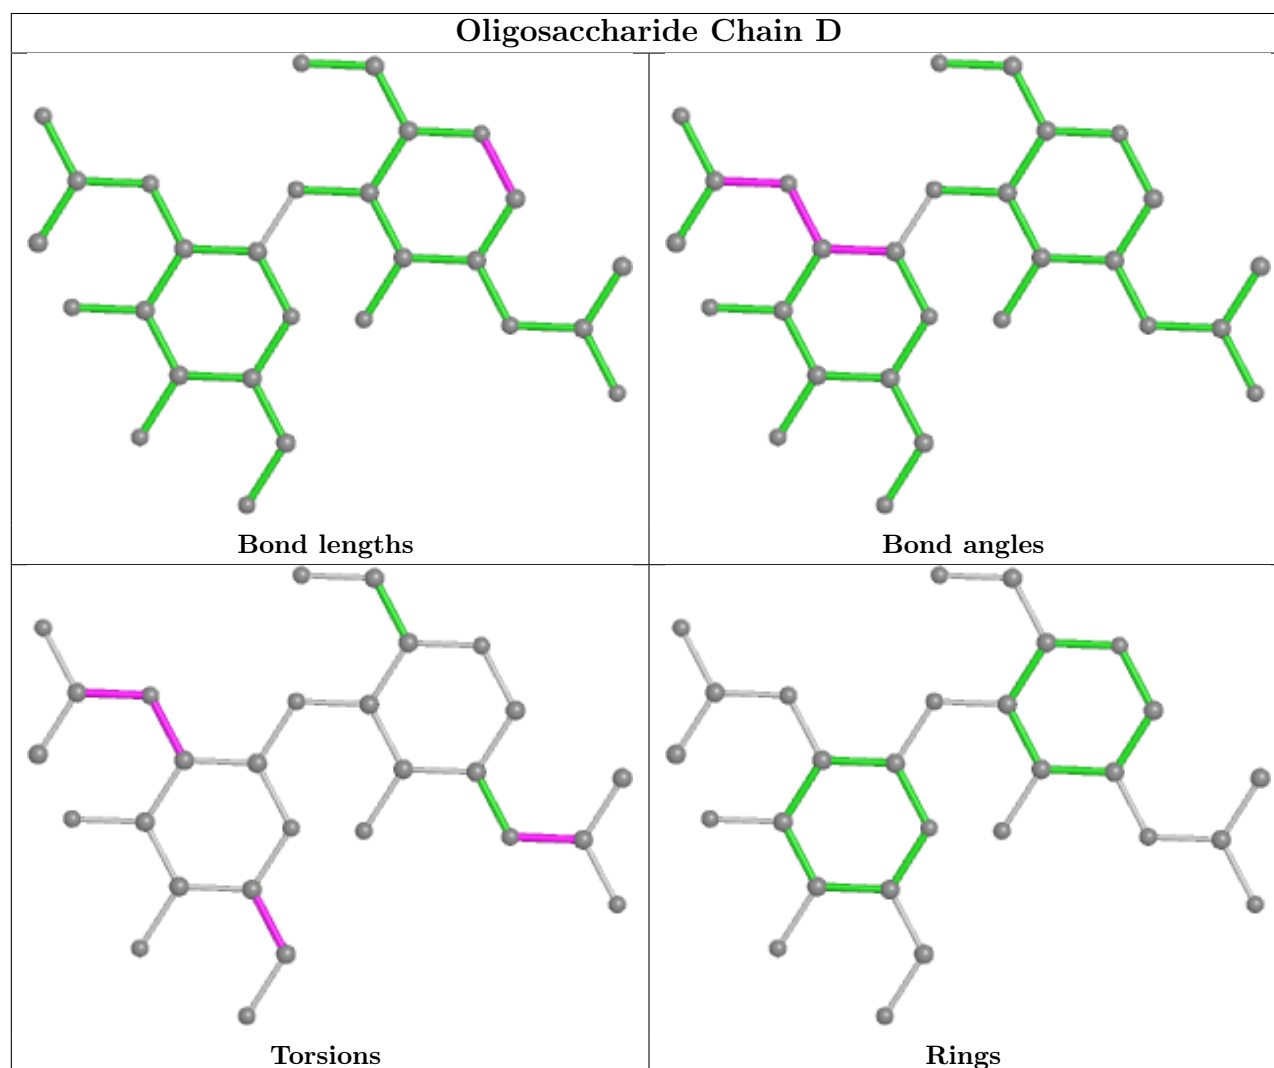 Oligosaccharide Chain D
Bond lengths
Bond angles
Torsions
Rings